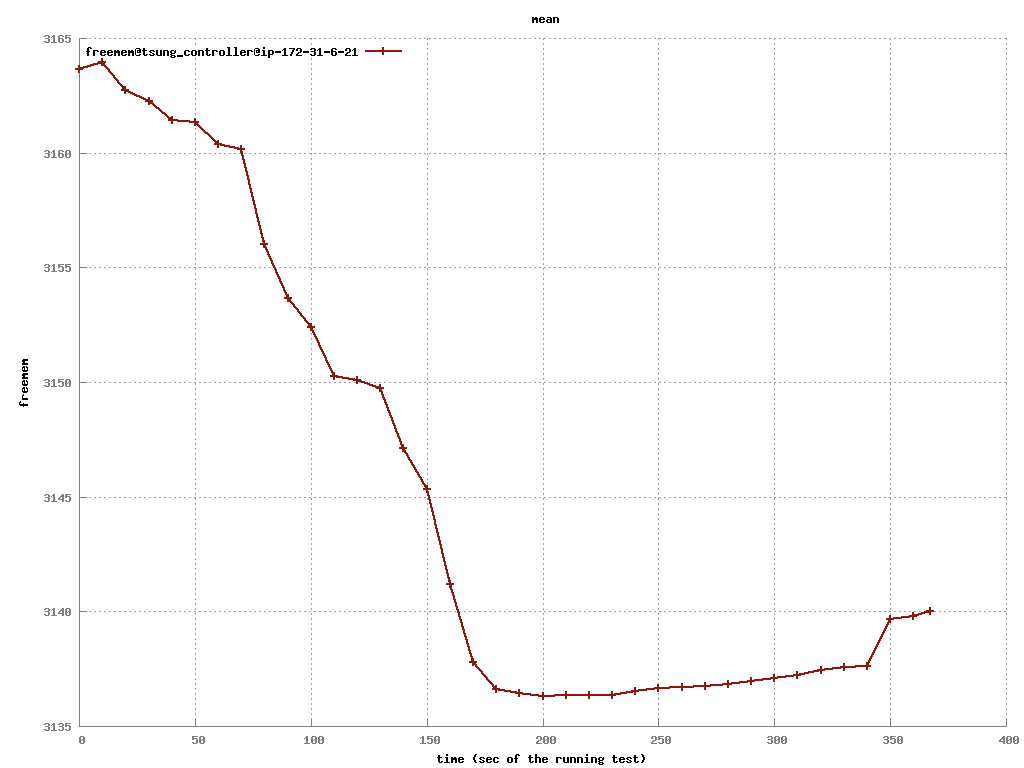 mean
freemem@tsung_controller@ip-172-31-6-21
3165
3160
3155
3150
3145
3140
3135
freemem
0 50 100 150 200 250 300 350 400
time (sec of the running test)